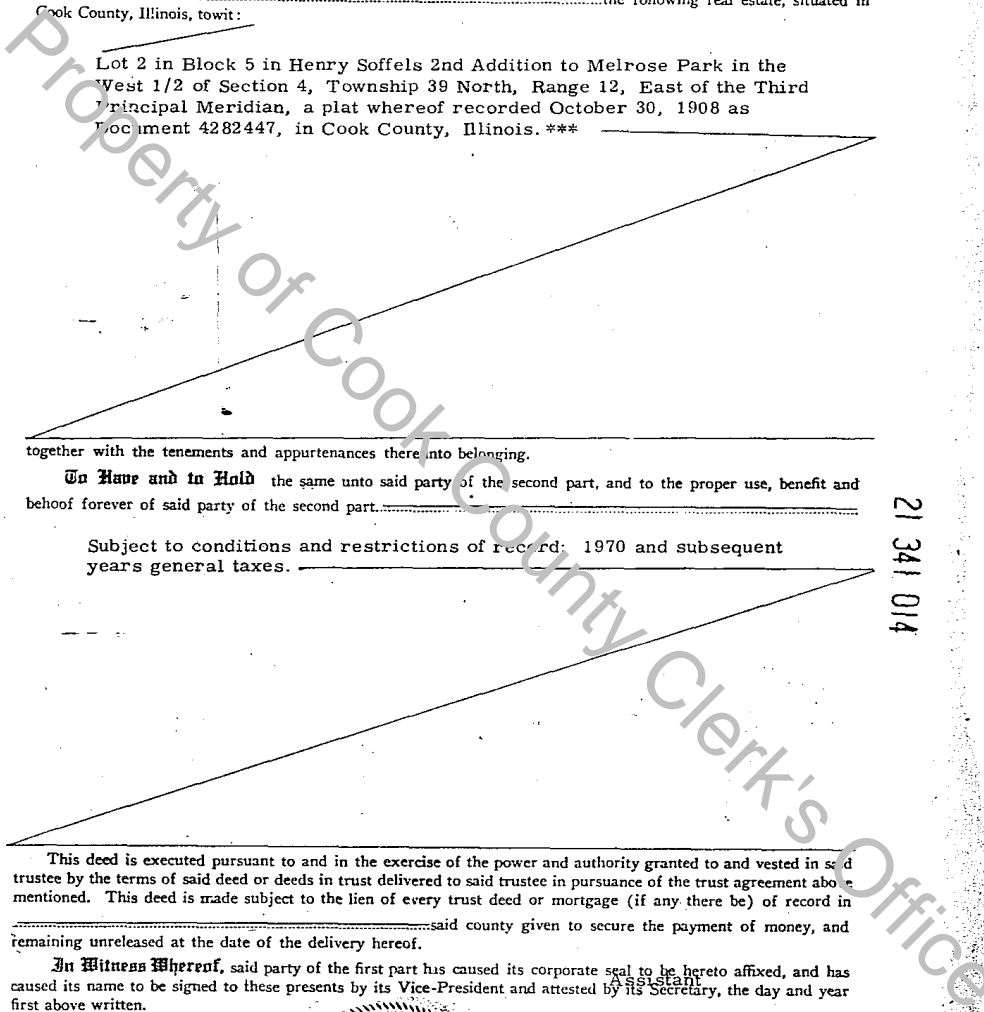 the following real estate, situated in
Cook County, Illinois, towit:
Lot 2 in Block 5 in Henry Soffels 2nd Addition to Melrose Park in the
West 1/2 of Section 4, Township 39 North, Range 12, East of the Third
Principal Meridian, a plat whereof recorded October 30, 1908 as
Document 4282447, in Cook County, Illinois. ***
together with the tenements and appurtenances thereunto belonging.
To Have and to Hold the same unto said party of the second part, and to the proper use, benefit and
behoof forever of said party of the second part.
Subject to conditions and restrictions of record: 1970 and subsequent
years general taxes.
This deed is executed pursuant to and in the exercise of the power and authority granted to and vested in said
trustee by the terms of said deed or deeds in trust delivered to said trustee in pursuance of the trust agreement above
mentioned. This deed is made subject to the lien of every trust deed or mortgage (if any there be) of record in
said county given to secure the payment of money, and
remaining unreleased at the date of the delivery hereof.
In Witness Whereof, said party of the first part has caused its corporate seal to be hereto affixed, and has
Assistant
caused its name to be signed to these presents by its Vice-President and attested by its Secretary, the day and year
first above written.
21 341 014
Property of Cook County Clerk's Office